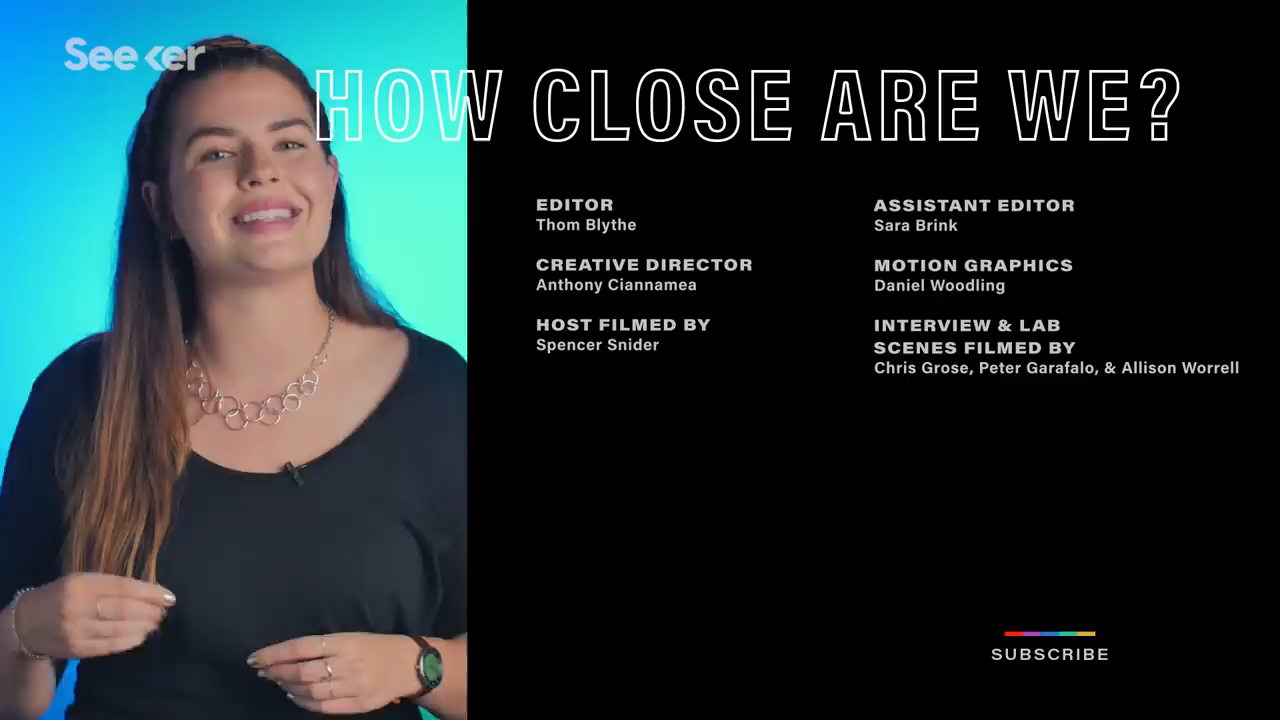 Seeker
HOW CLOSE ARE WE?
EDITOR
Thom Blythe
CREATIVE DIRECTOR
Anthony Ciannamea
HOST FILMED BY
Spencer Snider
ASSISTANT EDITOR
Sara Brink
MOTION GRAPHICS
Daniel Woodling
INTERVIEW & LAB
SCENES FILMED BY
Chris Grose, Peter Garafalo, & Allison Worrell
SUBSCRIBE